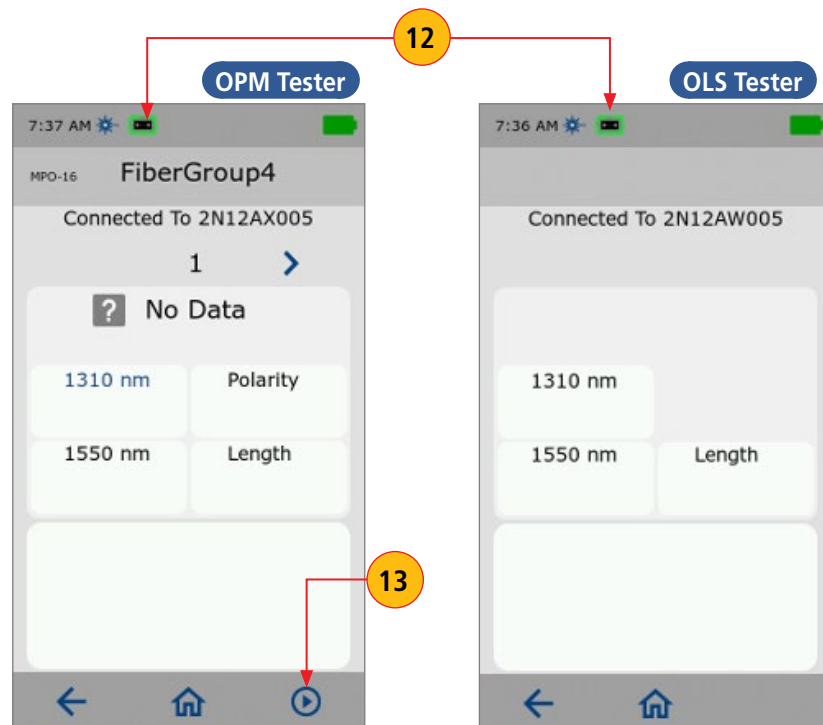 12
OPM Tester
7:37 AM
MPO-16 FiberGroup4
Connected To 2N12AX005
1
? No Data
1310 nm Polarity
1550 nm Length
13
OLS Tester
7:36 AM
Connected To 2N12AW005
1310 nm
1550 nm Length